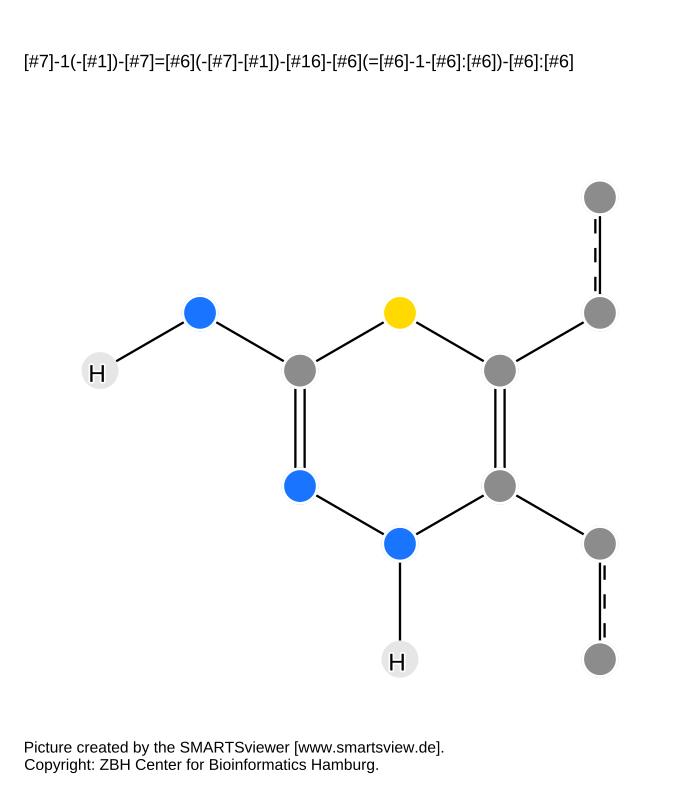 [#7]-1(-[#1])-[#7]=[#6](-[#7]-[#1])-[#16]-[#6](=[#6]-1-[#6]:[#6])-[#6]:[#6]
H
H
Picture created by the SMARTSviewer [www.smartsview.de].
Copyright: ZBH Center for Bioinformatics Hamburg.